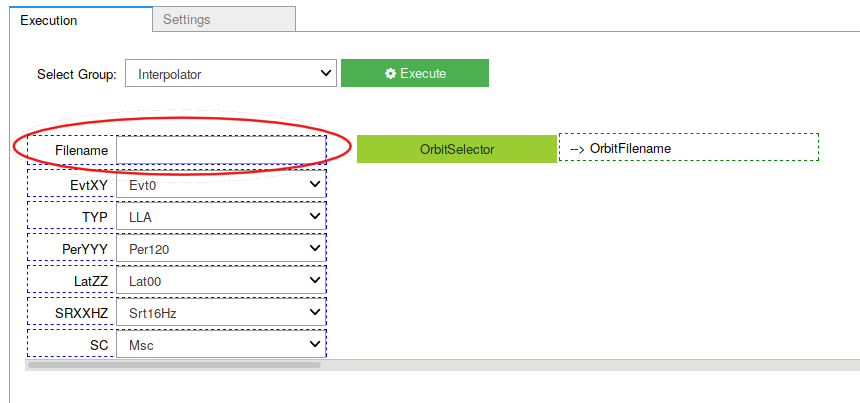 Execution Settings
Select Group: Interpolator Execute
Filename OrbitSelector --> OrbitFilename
EvtXY Evt0
TYP LLA
PerYYY Per120
LatZZ Lat00
SRXXHZ Srt16Hz
SC Msc